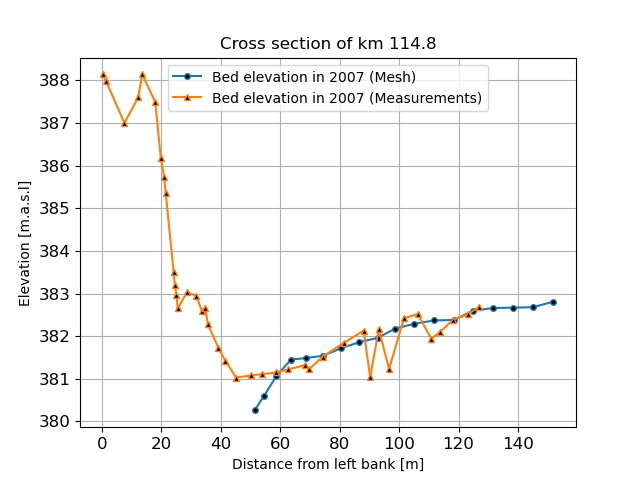 Cross section of km 114.8
Bed elevation in 2007 (Mesh)
Bed elevation in 2007 (Measurements)
Elevation [m.a.s.l]
388
387
386
385
384
383
382
381
380
0 20 40 60 80 100 120 140
Distance from left bank [m]